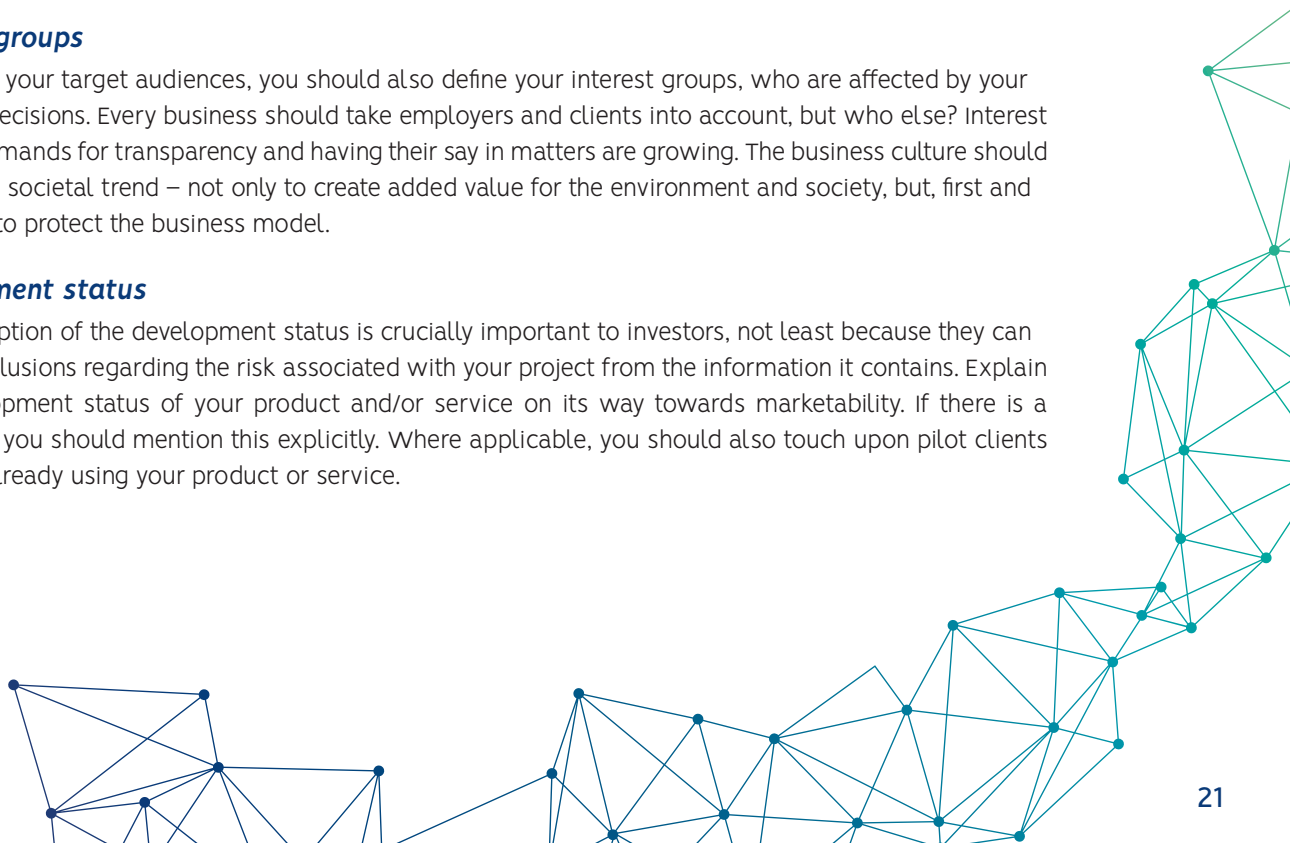 groups
your target audiences, you should also define your interest groups, who are affected by your
ecisions. Every business should take employers and clients into account, but who else? Interest
mands for transparency and having their say in matters are growing. The business culture should
societal trend – not only to create added value for the environment and society, but, first and
to protect the business model.
ment status
ption of the development status is crucially important to investors, not least because they can
lusions regarding the risk associated with your project from the information it contains. Explain
opment status of your product and/or service on its way towards marketability. If there is a
you should mention this explicitly. Where applicable, you should also touch upon pilot clients
lready using your product or service.
21